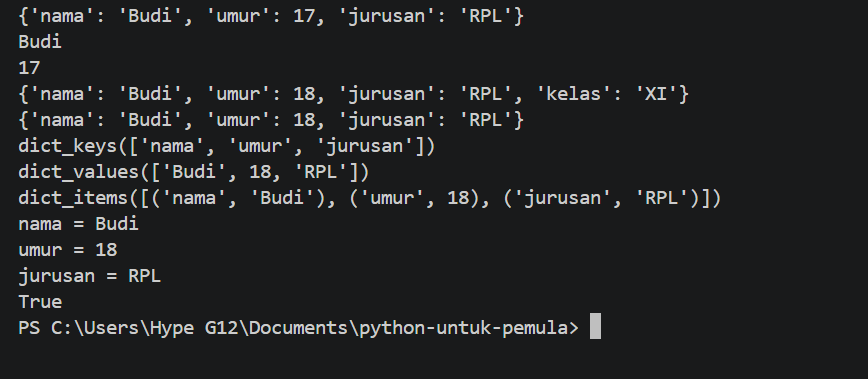 {'nama': 'Budi', 'umur': 17, 'jurusan': 'RPL'}
Budi
17
{'nama': 'Budi', 'umur': 18, 'jurusan': 'RPL', 'kelas': 'XI'}
{'nama': 'Budi', 'umur': 18, 'jurusan': 'RPL'}
dict_keys(['nama', 'umur', 'jurusan'])
dict_values(['Budi', 18, 'RPL'])
dict_items([('nama', 'Budi'), ('umur', 18), ('jurusan', 'RPL')])
nama = Budi
umur = 18
jurusan = RPL
True
PS C:\Users\Hype G12\Documents\python-untuk-pemula>